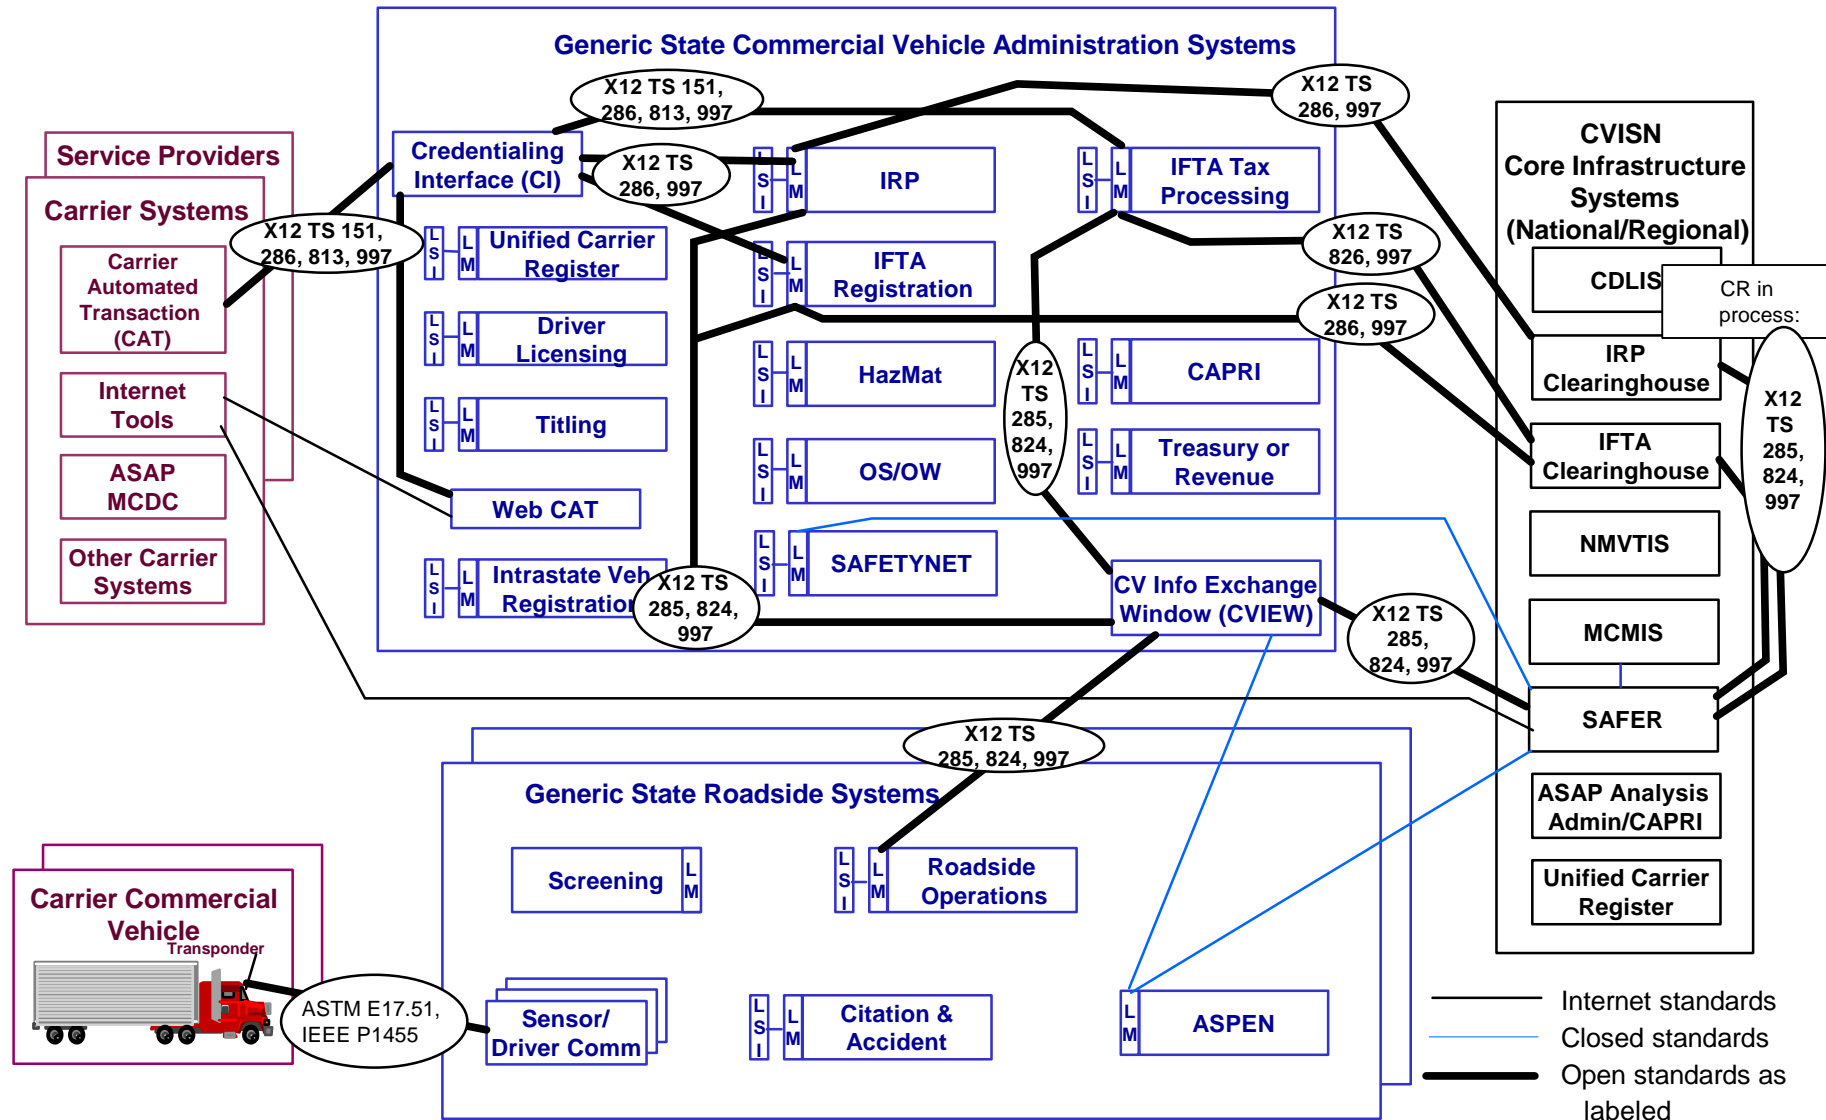 Generic State Commercial Vehicle Administration Systems
Service Providers
Carrier Systems
Carrier
Automated
Transaction
(CAT)
Internet
Tools
ASAP
MCDC
Other Carrier
Systems
X12 TS 151,
286, 813, 997
X12 TS 151,
286, 813, 997
X12 TS
286, 997
X12 TS
286, 997
Credentialing
Interface (CI)
L
S
I
L
M
Unified Carrier
Register
L
S
I
L
M
Driver
Licensing
L
S
I
L
M
Titling
Web CAT
L
S
I
L
M
Intrastate Veh
Registration
X12 TS
285, 824,
997
L
S
I
L
M
IRP
L
S
I
L
M
IFTA
Registration
L
S
I
L
M
HazMat
L
S
I
L
M
OS/OW
L
S
I
L
M
SAFETYNET
L
S
I
L
M
IFTA Tax
Processing
X12
TS
285,
824,
997
L
S
I
L
M
CAPRI
L
S
I
L
M
Treasury or
Revenue
CV Info Exchange
Window (CVIEW)
X12 TS
826, 997
X12 TS
286, 997
X12 TS
285,
824, 997
CVISN
Core Infrastructure
Systems
(National/Regional)
CDLIS
CR in
process:
IRP
Clearinghouse
X12
TS
285,
824,
997
IFTA
Clearinghouse
NMVTIS
MCMIS
SAFER
ASAP Analysis
Admin/CAPRI
Unified Carrier
Register
X12 TS
285, 824, 997
Generic State Roadside Systems
Screening
L
M
L
S
I
L
M
Roadside
Operations
Sensor/
Driver Comm
L
S
I
L
M
Citation &
Accident
L
M
ASPEN
Carrier Commercial
Vehicle
Transponder
ASTM E17.51,
IEEE P1455
Internet standards
Closed standards
Open standards as
labeled